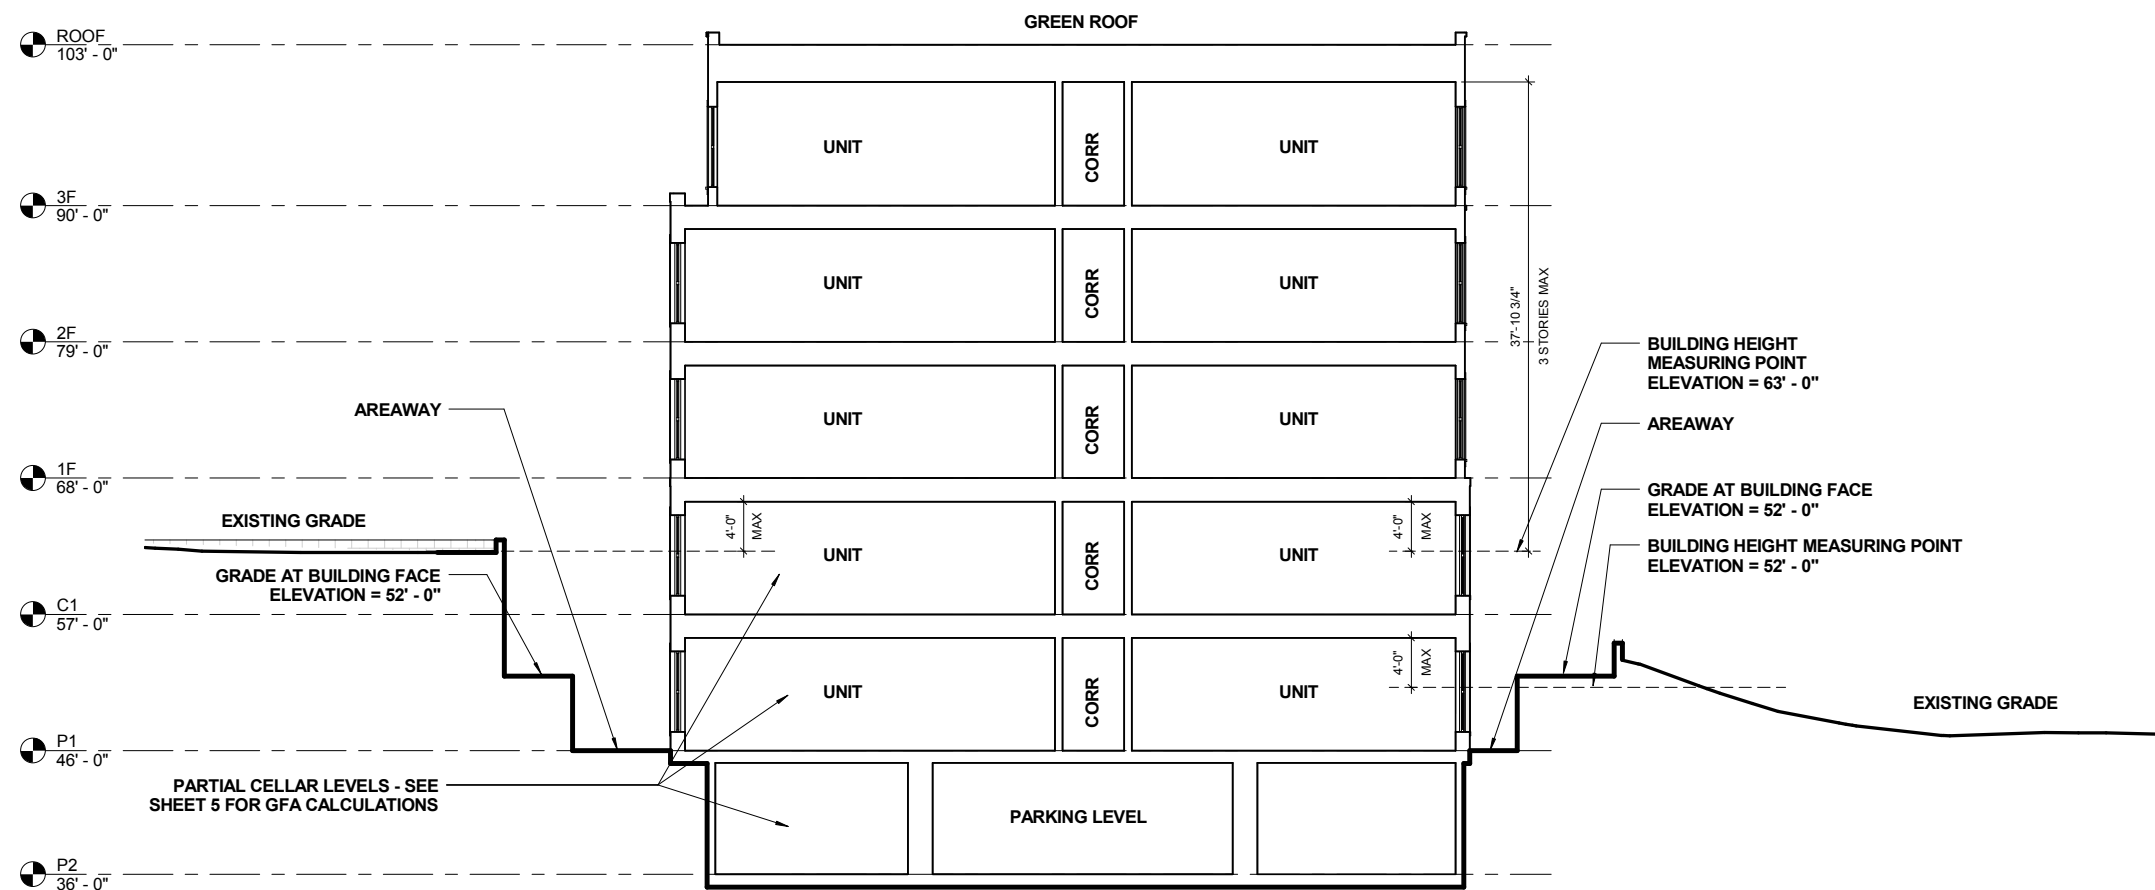 GREEN ROOF
ROOF
103' - 0"
UNIT
CORR
UNIT
3F
90' - 0"
UNIT
CORR
UNIT
37'-10 3/4"
3 STORIES MAX
2F
79' - 0"
BUILDING HEIGHT
MEASURING POINT
ELEVATION = 63' - 0"
AREAWAY
UNIT
CORR
UNIT
AREAWAY
1F
68' - 0"
GRADE AT BUILDING FACE
ELEVATION = 52' - 0"
EXISTING GRADE
4'-0"
MAX
UNIT
CORR
UNIT
4'-0"
MAX
BUILDING HEIGHT MEASURING POINT
ELEVATION = 52' - 0"
GRADE AT BUILDING FACE
ELEVATION = 52' - 0"
C1
57' - 0"
UNIT
CORR
UNIT
4'-0"
MAX
EXISTING GRADE
P1
46' - 0"
PARTIAL CELLAR LEVELS - SEE
SHEET 5 FOR GFA CALCULATIONS
PARKING LEVEL
P2
36' - 0"